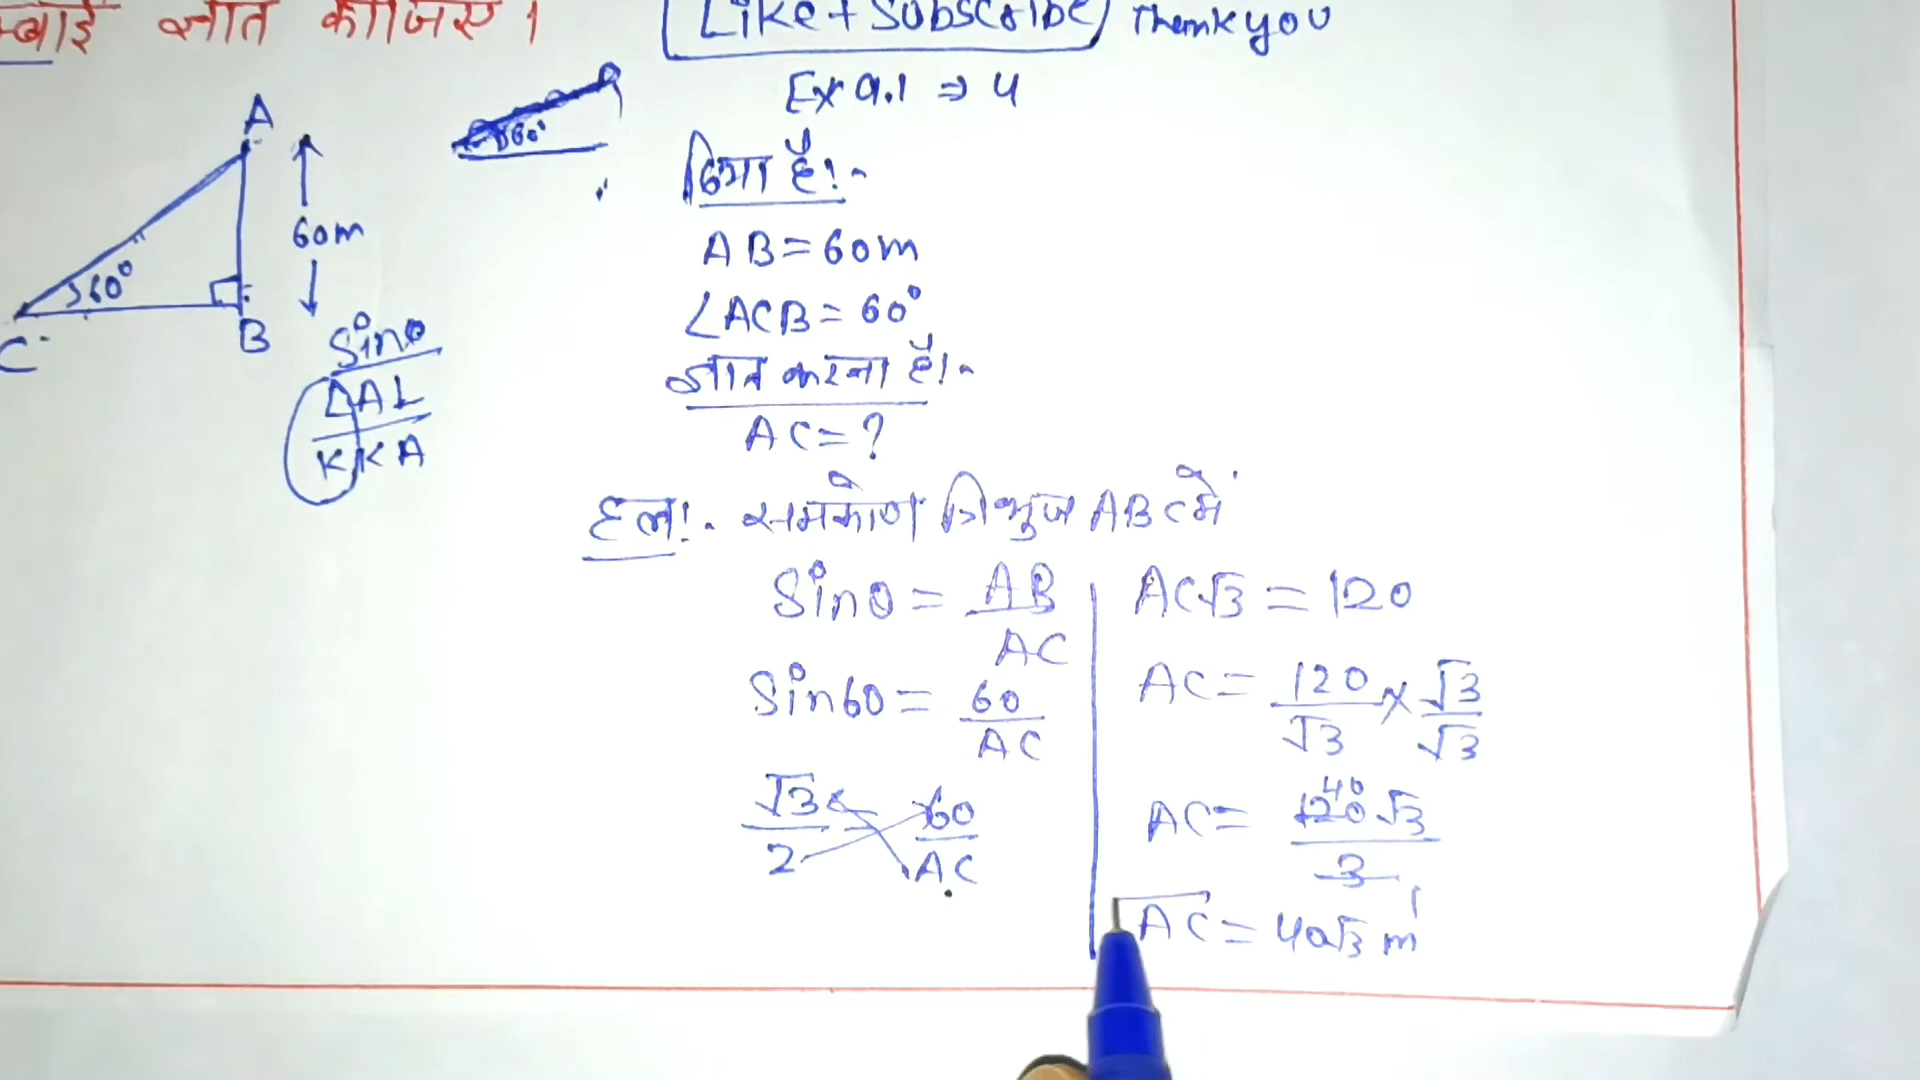 म्बाई ज्ञात कीजिए।
Like + Subscribe Thank you
Ex 9.1 ⇒ 4
A
60m
60°
C B
Sinθ
LAL
KKA
60°
दिया है:-
AB = 60m
∠ACB = 60°
ज्ञात करना है:-
AC = ?
हल:- समकोण त्रिभुज ABC में
Sinθ = AB/AC
Sin60 = 60/AC
√3/2 = 60/AC
AC√3 = 120
AC = 120/√3 × √3/√3
AC = 120√3/3 40
AC = 40√3 m